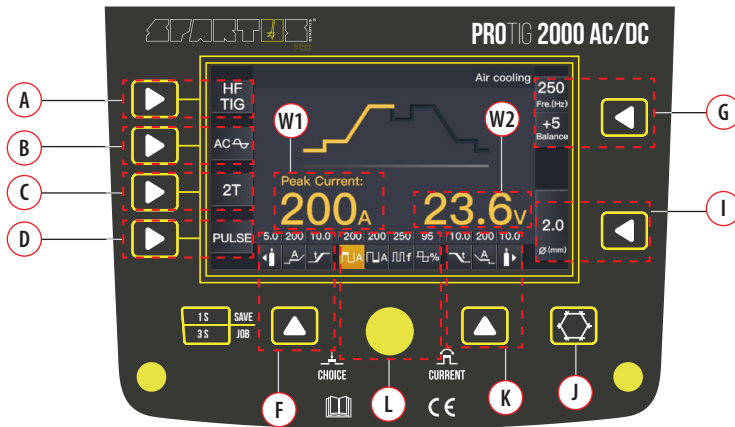 SPARTUS®
PRO
PROTIG 2000 AC/DC
Air cooling
A
HF
TIG
W1
W2
250
Fre.(Hz)
G
+5
Balance
B
AC
C
2T
Peak Current:
200A
23.6V
I
2.0
Ø(mm)
D
PULSE
5.0 200 10.0 200 200 250 95 10.0 200 10.0
A A A f % A
1 S SAVE
3 S JOB
CHOICE
CURRENT
F
L
CE
K
J